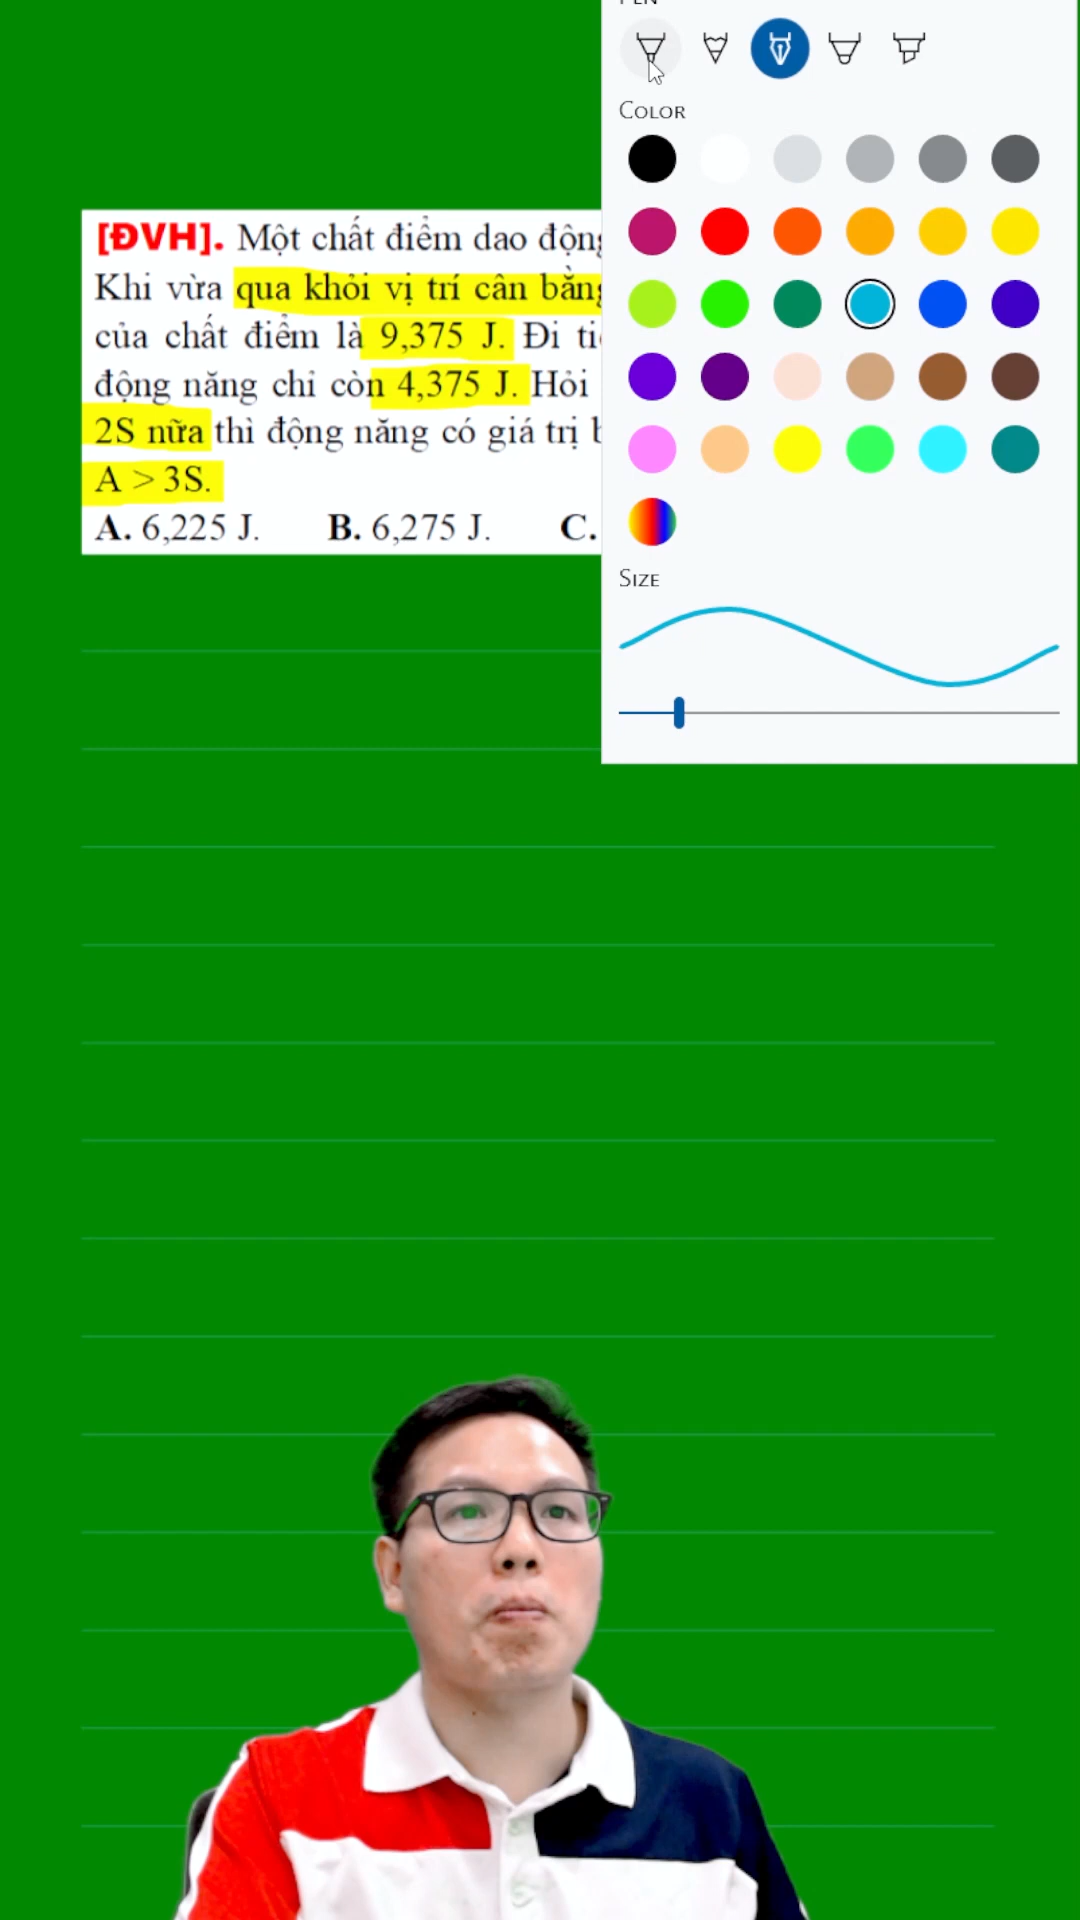 PEN
COLOR
[ĐVH]. Một chất điểm dao động
Khi vừa qua khỏi vị trí cân bằng
của chất điểm là 9,375 J. Đi
động năng chỉ còn 4,375 J. Hỏi
2S nữa thì động năng có giá trị
A > 3S.
A. 6,225 J. B. 6,275 J. C.
SIZE